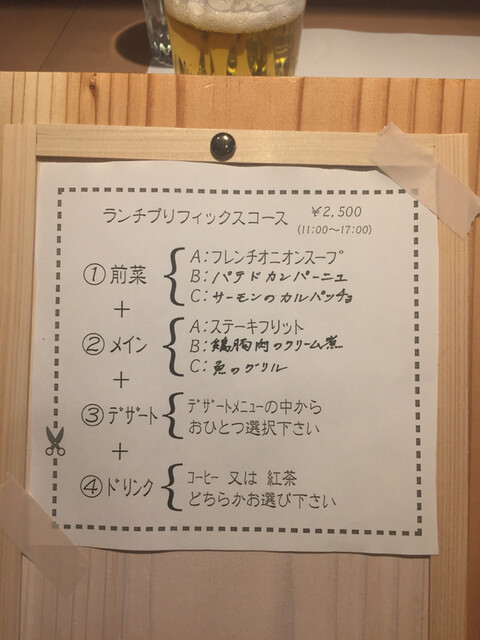 ランチプリフィックスコース ￥2,500
(11:00～17:00)
① 前菜
A：フレンチオニオンスープ
B：パテドカンパーニュ
C：サーモンのカルパッチョ
+
② メイン
A：ステーキフリット
B：鶏胸肉のクリーム煮
C：魚のグリル
+
③ デザート
デザートメニューの中から
おひとつ選択下さい
+
④ ドリンク
コーヒー 又は 紅茶
どちらかお選び下さい